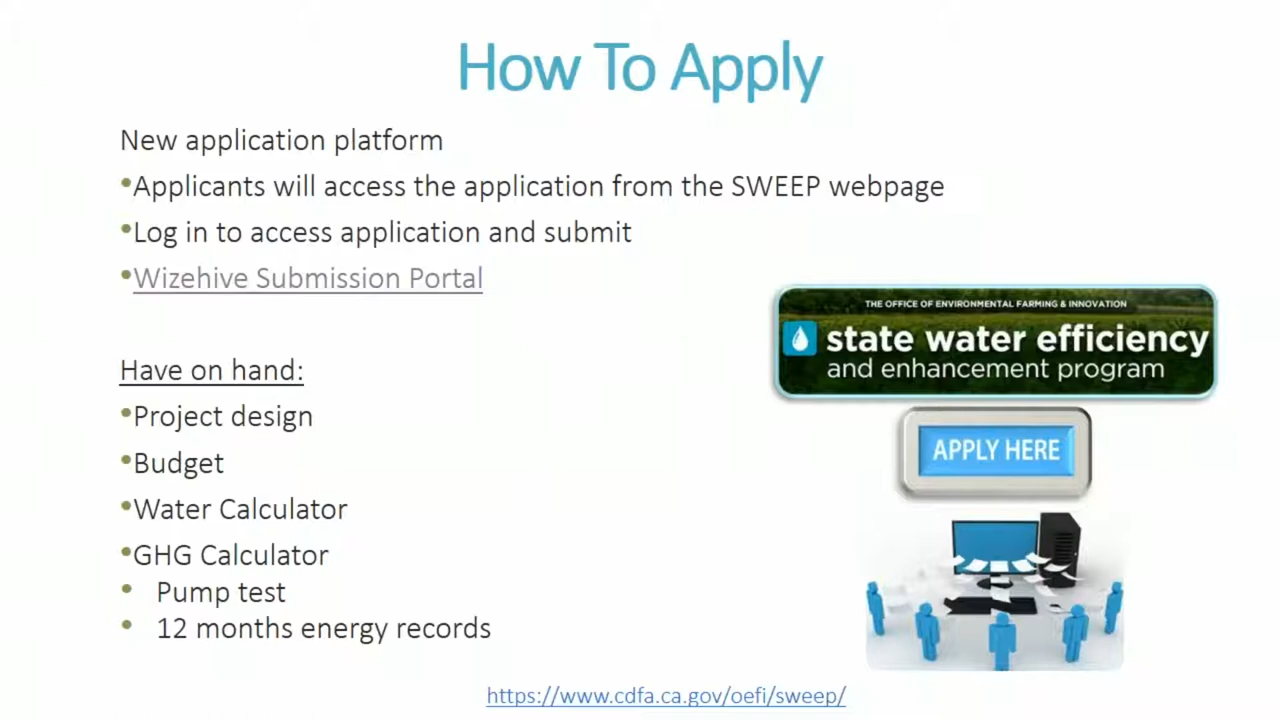 How To Apply
New application platform
•Applicants will access the application from the SWEEP webpage
•Log in to access application and submit
•Wizehive Submission Portal
THE OFFICE OF ENVIRONMENTAL FARMING & INNOVATION
state water efficiency
and enhancement program
Have on hand:
•Project design
•Budget
APPLY HERE
•Water Calculator
•GHG Calculator
• Pump test
• 12 months energy records
https://www.cdfa.ca.gov/oefi/sweep/